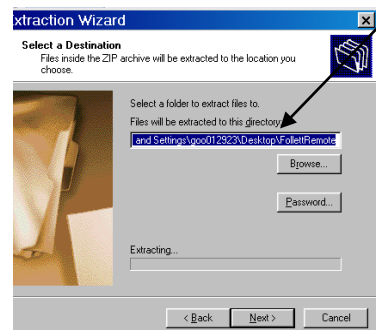 xtraction Wizard
Select a Destination
Files inside the ZIP archive will be extracted to the location you
choose.
Select a folder to extract files to.
Files will be extracted to this directory
and Settings\goo012923\Desktop\FollettRemote
Browse...
Password...
Extracting...
< Back
Next >
Cancel